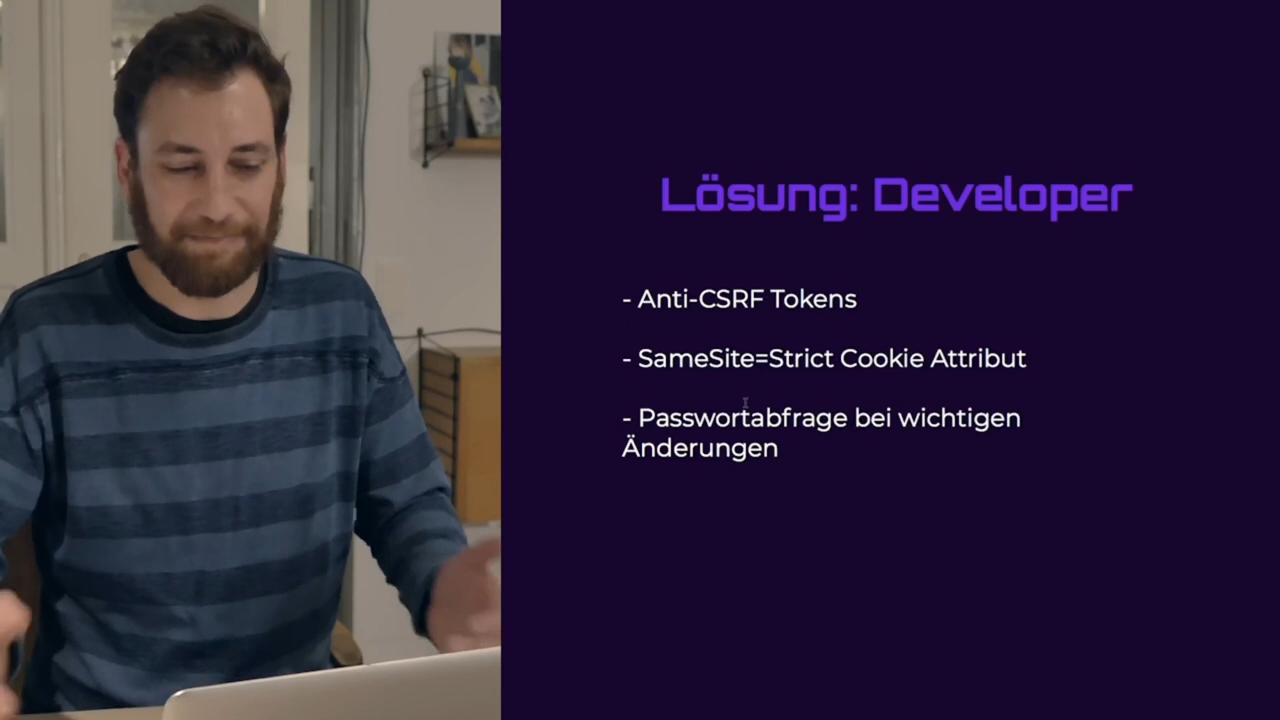 Lösung: Developer
- Anti-CSRF Tokens
- SameSite=Strict Cookie Attribut
- Passwortabfrage bei wichtigen
Änderungen